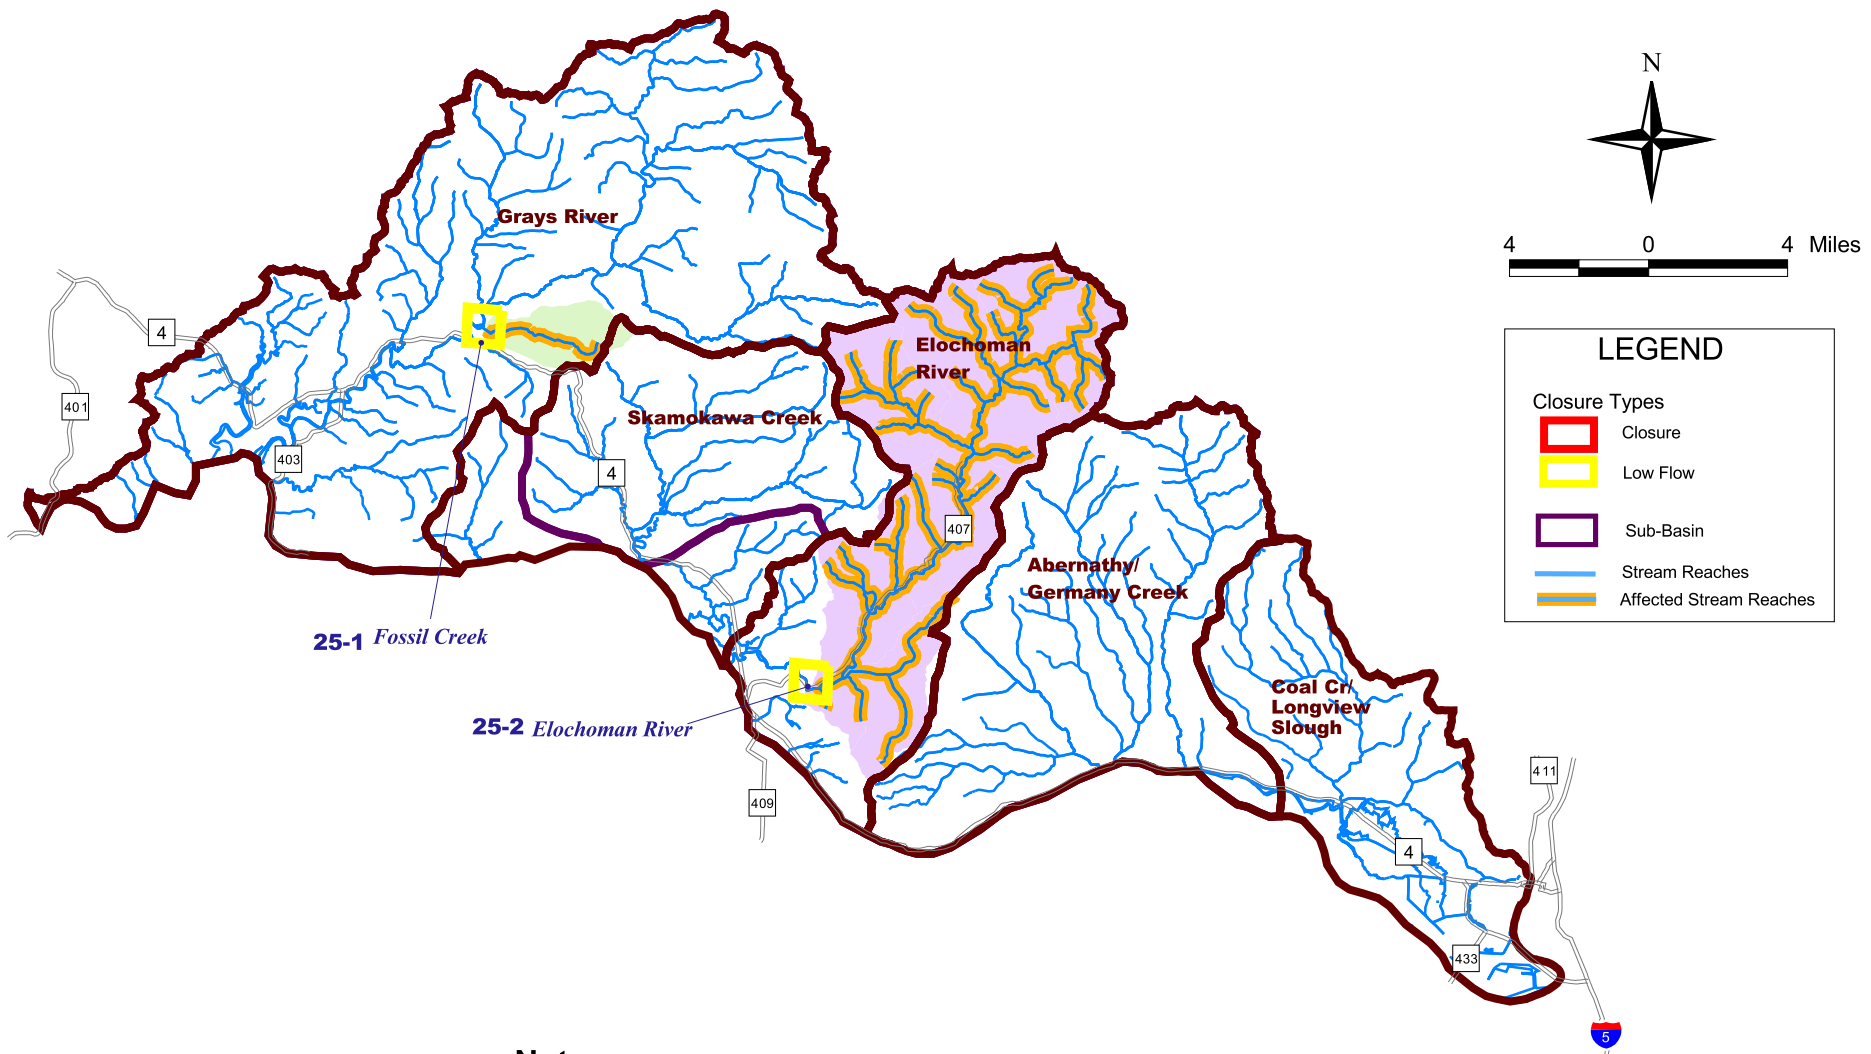 N
4 0 4 Miles
Grays River
4
401
403
Elochoman
River
Skamokawa Creek
4
407
Abernathy/
Germany Creek
25-1 Fossil Creek
25-2 Elochoman River
Coal Cr/
Longview
Slough
409
411
4
433
5
LEGEND
Closure Types
Closure
Low Flow
Sub-Basin
Stream Reaches
Affected Stream Reaches